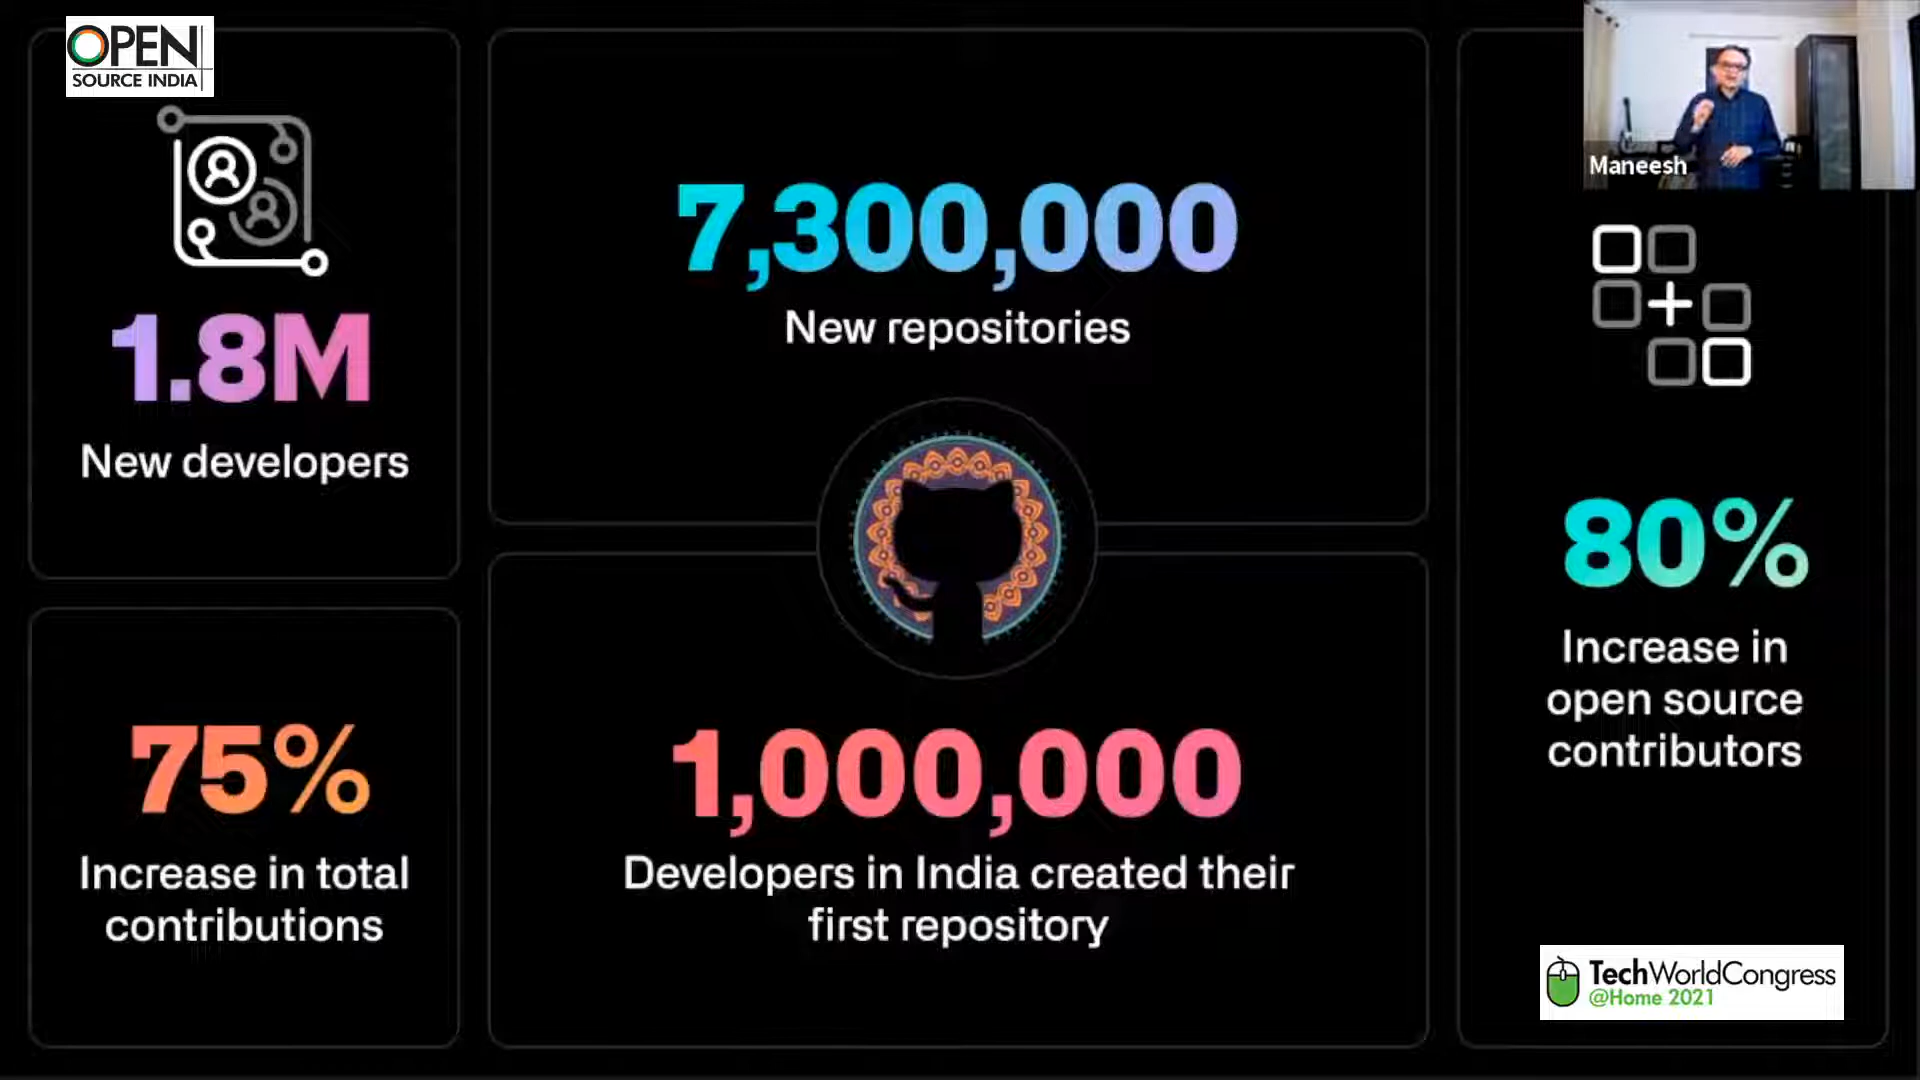 OPEN
SOURCE INDIA
1.8M
New developers
75%
Increase in total
contributions
7,300,000
New repositories
1,000,000
Developers in India created their
first repository
Maneesh
80%
Increase in
open source
contributors
TechWorldCongress
@Home 2021